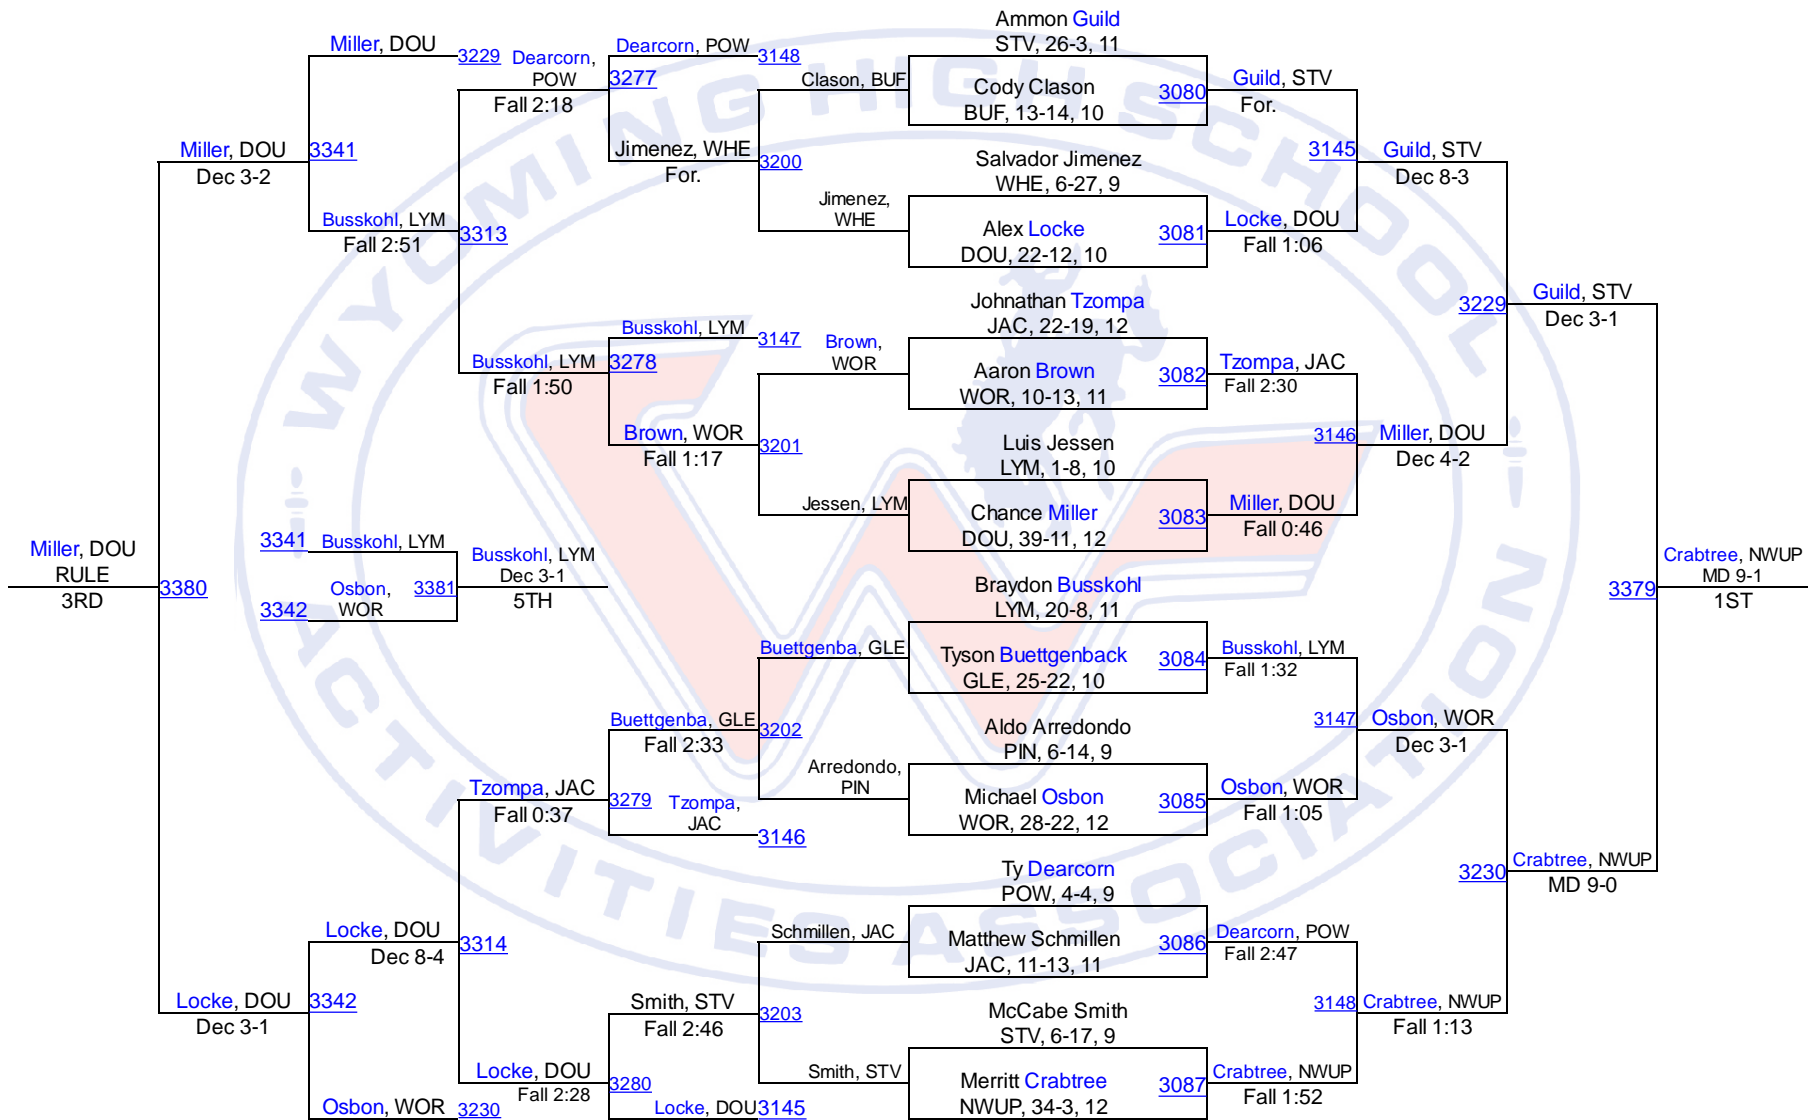 Ammon Guild
STV, 26-3, 11
Miller, DOU
3229
Dearcorn,
POW
Fall 2:18
Dearcorn, POW
3148
3277
Clason, BUF
Cody Clason
BUF, 13-14, 10
3080
Guild, STV
For.
Miller, DOU
Dec 3-2
3341
Jimenez, WHE
For.
3200
Salvador Jimenez
WHE, 6-27, 9
3145
Guild, STV
Dec 8-3
Busskohl, LYM
Fall 2:51
3313
Jimenez,
WHE
Alex Locke
DOU, 22-12, 10
3081
Locke, DOU
Fall 1:06
Johnathan Tzompa
JAC, 22-19, 12
3229
Guild, STV
Dec 3-1
Busskohl, LYM
3147
Busskohl, LYM
Fall 1:50
3278
Brown,
WOR
Aaron Brown
WOR, 10-13, 11
3082
Tzompa, JAC
Fall 2:30
Brown, WOR
Fall 1:17
3201
Luis Jessen
LYM, 1-8, 10
3146
Miller, DOU
Dec 4-2
Jessen, LYM
Chance Miller
DOU, 39-11, 12
3083
Miller, DOU
Fall 0:46
Miller, DOU
RULE
3RD
3380
3341
Busskohl, LYM
Osbon,
WOR
3342
3381
Busskohl, LYM
Dec 3-1
5TH
Braydon Busskohl
LYM, 20-8, 11
3379
Crabtree, NWUP
MD 9-1
1ST
Buettgenba, GLE
Tyson Buettgenback
GLE, 25-22, 10
3084
Busskohl, LYM
Fall 1:32
Buettgenba, GLE
Fall 2:33
3202
Aldo Arredondo
PIN, 6-14, 9
3147
Osbon, WOR
Dec 3-1
Tzompa, JAC
Fall 0:37
3279
Tzompa,
JAC
3146
Arredondo,
PIN
Michael Osbon
WOR, 28-22, 12
3085
Osbon, WOR
Fall 1:05
Ty Dearcorn
POW, 4-4, 9
3230
Crabtree, NWUP
MD 9-0
Locke, DOU
Dec 8-4
3314
Schmillen, JAC
Matthew Schmillen
JAC, 11-13, 11
3086
Dearcorn, POW
Fall 2:47
Locke, DOU
Dec 3-1
3342
Smith, STV
Fall 2:46
3203
McCabe Smith
STV, 6-17, 9
3148
Crabtree, NWUP
Fall 1:13
Locke, DOU
Fall 2:28
3280
Smith, STV
Merritt Crabtree
NWUP, 34-3, 12
3087
Crabtree, NWUP
Fall 1:52
Osbon, WOR
3230
Locke, DOU
3145
WYOMING HIGH SCHOOL
ACTIVITIES ASSOCIATION